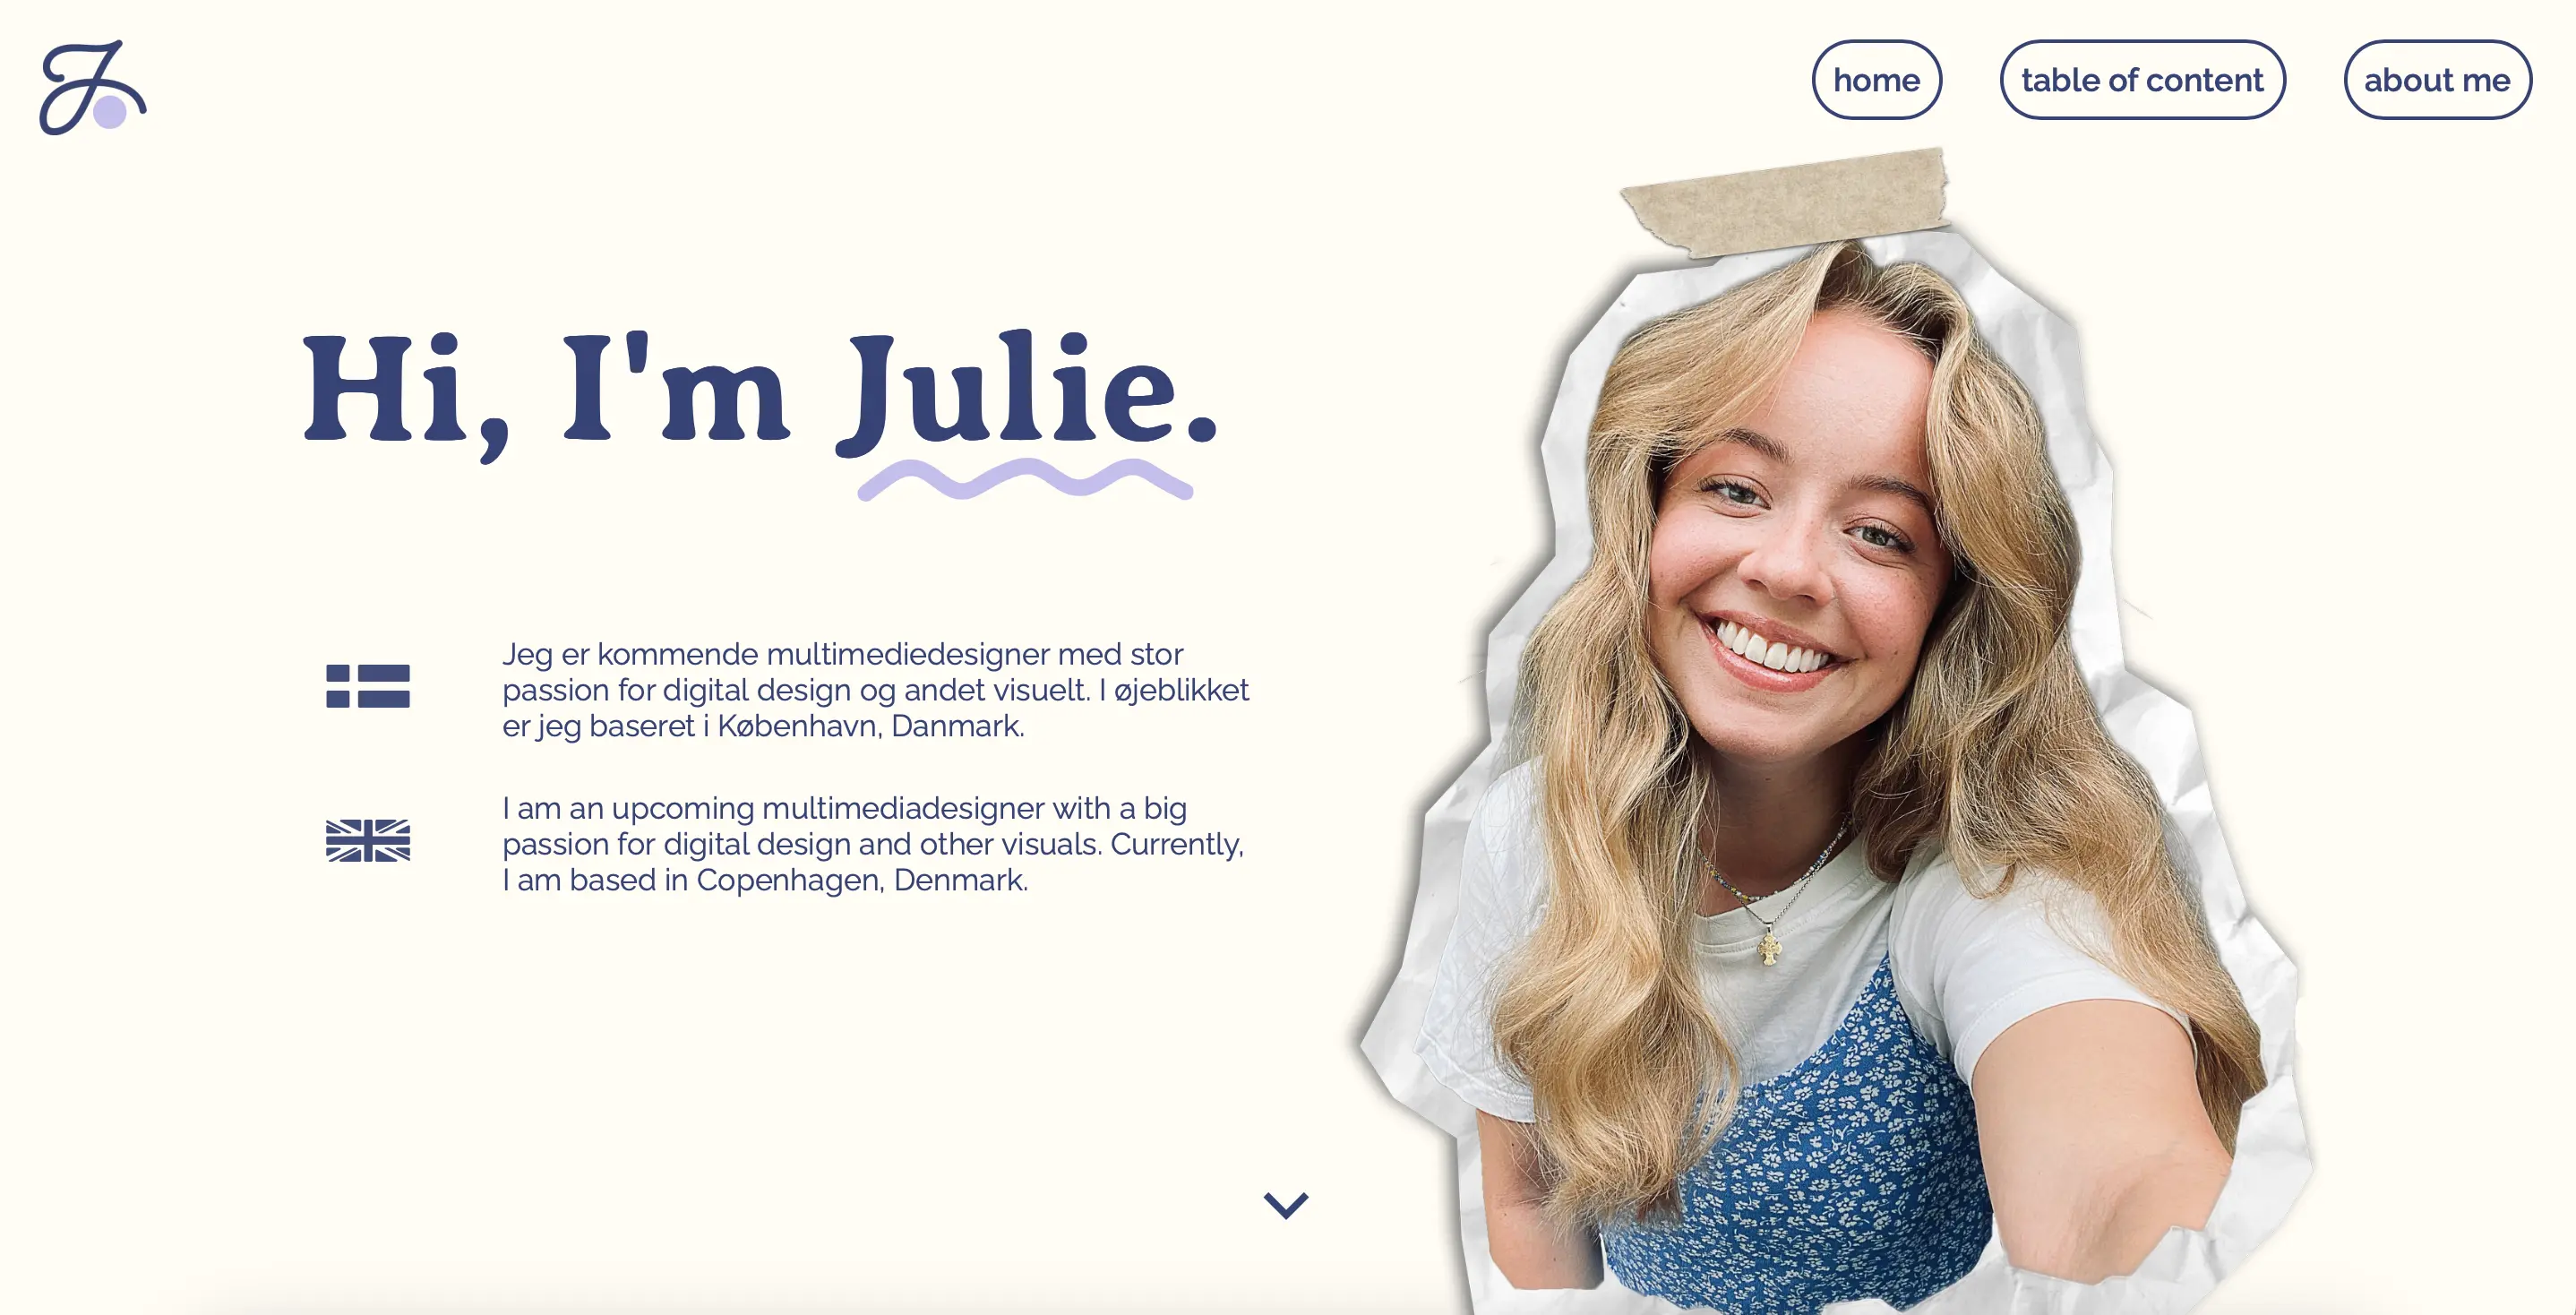 home
table of content
about me
Hi, I'm Julie.
Jeg er kommende multimediedesigner med stor
passion for digital design og andet visuelt. I øjeblikket
er jeg baseret i København, Danmark.
I am an upcoming multimediadesigner with a big
passion for digital design and other visuals. Currently,
I am based in Copenhagen, Denmark.